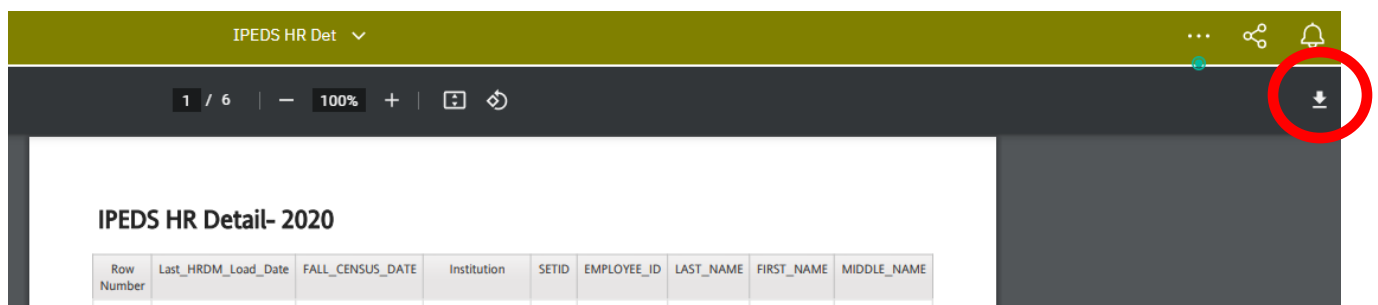 IPEDS HR Det
1 / 6 | — 100% + |
IPEDS HR Detail- 2020
Row Number Last_HRDM_Load_Date FALL_CENSUS_DATE Institution SETID EMPLOYEE_ID LAST_NAME FIRST_NAME MIDDLE_NAME